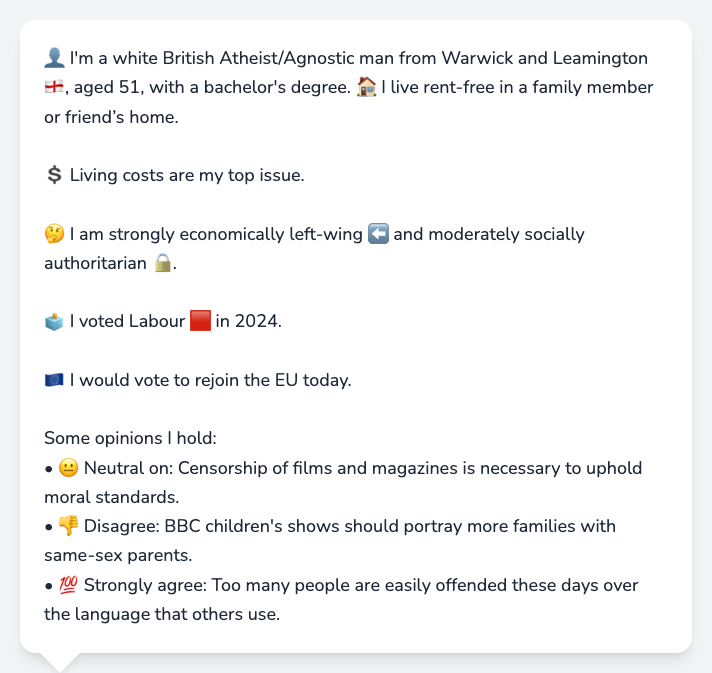 👤 I'm a white British Atheist/Agnostic man from Warwick and Leamington
🏴󠁧󠁢󠁥󠁮󠁧󠁿, aged 51, with a bachelor's degree. 🏠 I live rent-free in a family member
or friend’s home.
💲 Living costs are my top issue.
🤔 I am strongly economically left-wing ⬅️ and moderately socially
authoritarian 🔒.
🗳️ I voted Labour 🟥 in 2024.
🇪🇺 I would vote to rejoin the EU today.
Some opinions I hold:
• 😐 Neutral on: Censorship of films and magazines is necessary to uphold
moral standards.
• 👎 Disagree: BBC children's shows should portray more families with
same-sex parents.
• 💯 Strongly agree: Too many people are easily offended these days over
the language that others use.